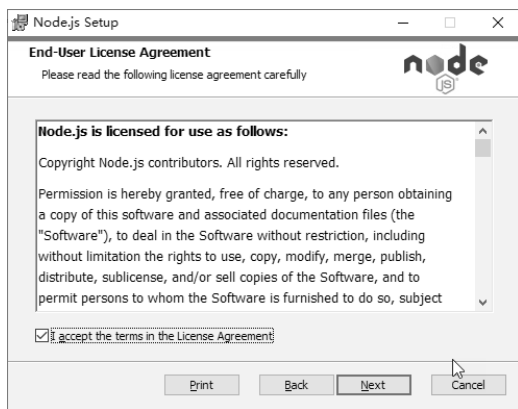 Node.js Setup
End-User License Agreement
Please read the following license agreement carefully
node
JS
Node.js is licensed for use as follows:
Copyright Node.js contributors. All rights reserved.
Permission is hereby granted, free of charge, to any person obtaining
a copy of this software and associated documentation files (the
"Software"), to deal in the Software without restriction, including
without limitation the rights to use, copy, modify, merge, publish,
distribute, sublicense, and/or sell copies of the Software, and to
permit persons to whom the Software is furnished to do so, subject
I accept the terms in the License Agreement
Print Back Next Cancel